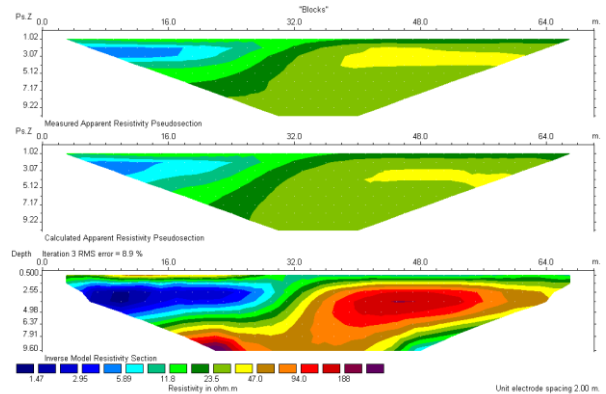 "Blocks"
Ps.Z 0.0 16.0 32.0 48.0 64.0 m.
1.02
3.07
5.12
7.17
9.22
Measured Apparent Resistivity Pseudosection
Ps.Z 0.0 16.0 32.0 48.0 64.0 m.
1.02
3.07
5.12
7.17
9.22
Calculated Apparent Resistivity Pseudosection
Depth Iteration 3 RMS error = 8.9 %
0.0 16.0 32.0 48.0 64.0 m.
0.500
2.55
4.98
6.37
7.91
9.60
Inverse Model Resistivity Section
1.47 2.95 5.89 11.8 23.5 47.0 94.0 188
Resistivity in ohm.m
Unit electrode spacing 2.00 m.